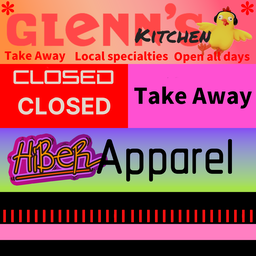 *GLENN'S*
KITCHEN
Take Away Local specialties Open all days
CLOSED
CLOSED
Take Away
HIBER Apparel